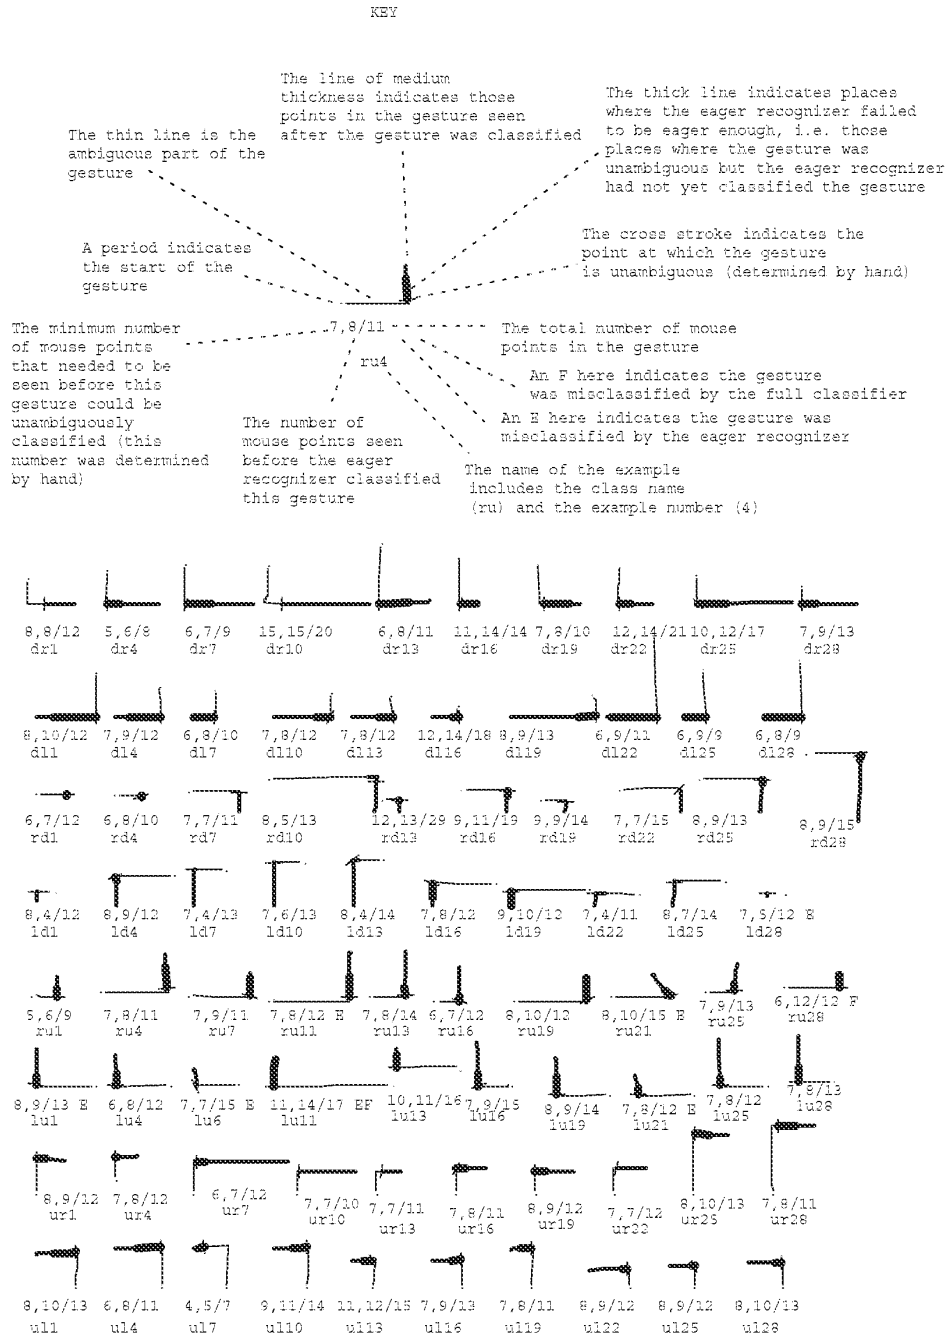 KEY
The line of medium
thickness indicates those
points in the gesture seen
after the gesture was classified
The thick line indicates places
where the eager recognizer failed
to be eager enough, i.e. those
places where the gesture was
unambiguous but the eager recognizer
had not yet classified the gesture
The thin line is the
ambiguous part of the
gesture
A period indicates
the start of the
gesture
The cross stroke indicates the
point at which the gesture
is unambiguous (determined by hand)
The minimum number
of mouse points
that needed to be
seen before this
gesture could be
unambiguously
classified (this
number was determined
by hand)
7,8/11
ru4
The total number of mouse
points in the gesture
An F here indicates the gesture
was misclassified by the full classifier
An E here indicates the gesture was
misclassified by the eager recognizer
The number of
mouse points seen
before the eager
recognizer classified
this gesture
The name of the example
includes the class name
(ru) and the example number (4)
8,8/12 5,6/8 6,7/9 15,15/20 6,8/11 11,14/14 7,8/10 12,14/21 10,12/17 7,9/13
dr1 dr4 dr7 dr10 dr13 dr16 dr19 dr22 dr25 dr28
8,10/12 7,9/12 6,8/10 7,8/12 7,8/12 12,14/18 8,9/13 6,9/11 6,9/9 6,8/9
dl1 dl4 dl7 dl10 dl13 dl16 dl19 dl22 dl25 dl28
6,7/12 6,8/10 7,7/11 8,5/13 12,13/29 9,11/19 9,9/14 7,7/15 8,9/13 8,9/15
rd1 rd4 rd7 rd10 rd13 rd16 rd19 rd22 rd25 rd28
8,4/12 8,9/12 7,4/13 7,6/13 8,4/14 7,8/12 9,10/12 7,4/11 8,7/14 7,5/12 E
ld1 ld4 ld7 ld10 ld13 ld16 ld19 ld22 ld25 ld28
5,6/9 7,8/11 7,9/11 7,8/12 E 7,8/14 6,7/12 8,10/12 8,10/15 E 7,9/13 6,12/12 F
ru1 ru4 ru7 ru11 ru13 ru16 ru19 ru21 ru25 ru28
8,9/13 E 6,8/12 7,7/15 E 11,14/17 EF 10,11/16 7,9/15 8,9/14 7,8/12 E 7,8/12 7,8/13
lu1 lu4 lu6 lu11 lu13 lu16 lu19 lu21 lu25 lu28
8,9/12 7,8/12 6,7/12 7,7/10 7,7/11 7,8/11 8,9/12 7,7/12 8,10/13 7,8/11
ur1 ur4 ur7 ur10 ur13 ur16 ur19 ur22 ur25 ur28
8,10/13 6,8/11 4,5/7 9,11/14 11,12/15 7,9/13 7,8/11 8,9/12 8,9/12 8,10/13
ul1 ul4 ul7 ul10 ul13 ul16 ul19 ul22 ul25 ul28